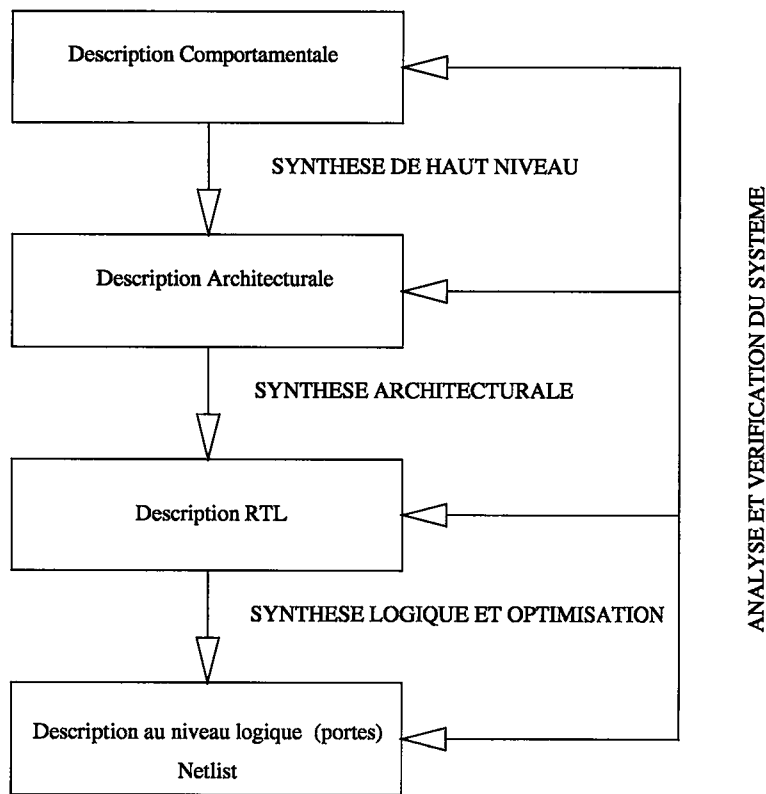 Description Comportamentale
SYNTHESE DE HAUT NIVEAU
Description Architecturale
SYNTHESE ARCHITECTURALE
Description RTL
SYNTHESE LOGIQUE ET OPTIMISATION
Description au niveau logique (portes)
Netlist
ANALYSE ET VERIFICATION DU SYSTEME